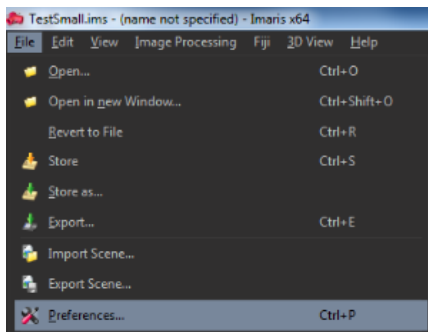 TestSmall.ims - (name not specified) - Imaris x64
File Edit View Image Processing Fiji 3D View Help
Open... Ctrl+O
Open in new Window... Ctrl+Shift+O
Revert to File Ctrl+R
Store Ctrl+S
Store as...
Export... Ctrl+E
Import Scene...
Export Scene...
Preferences... Ctrl+P